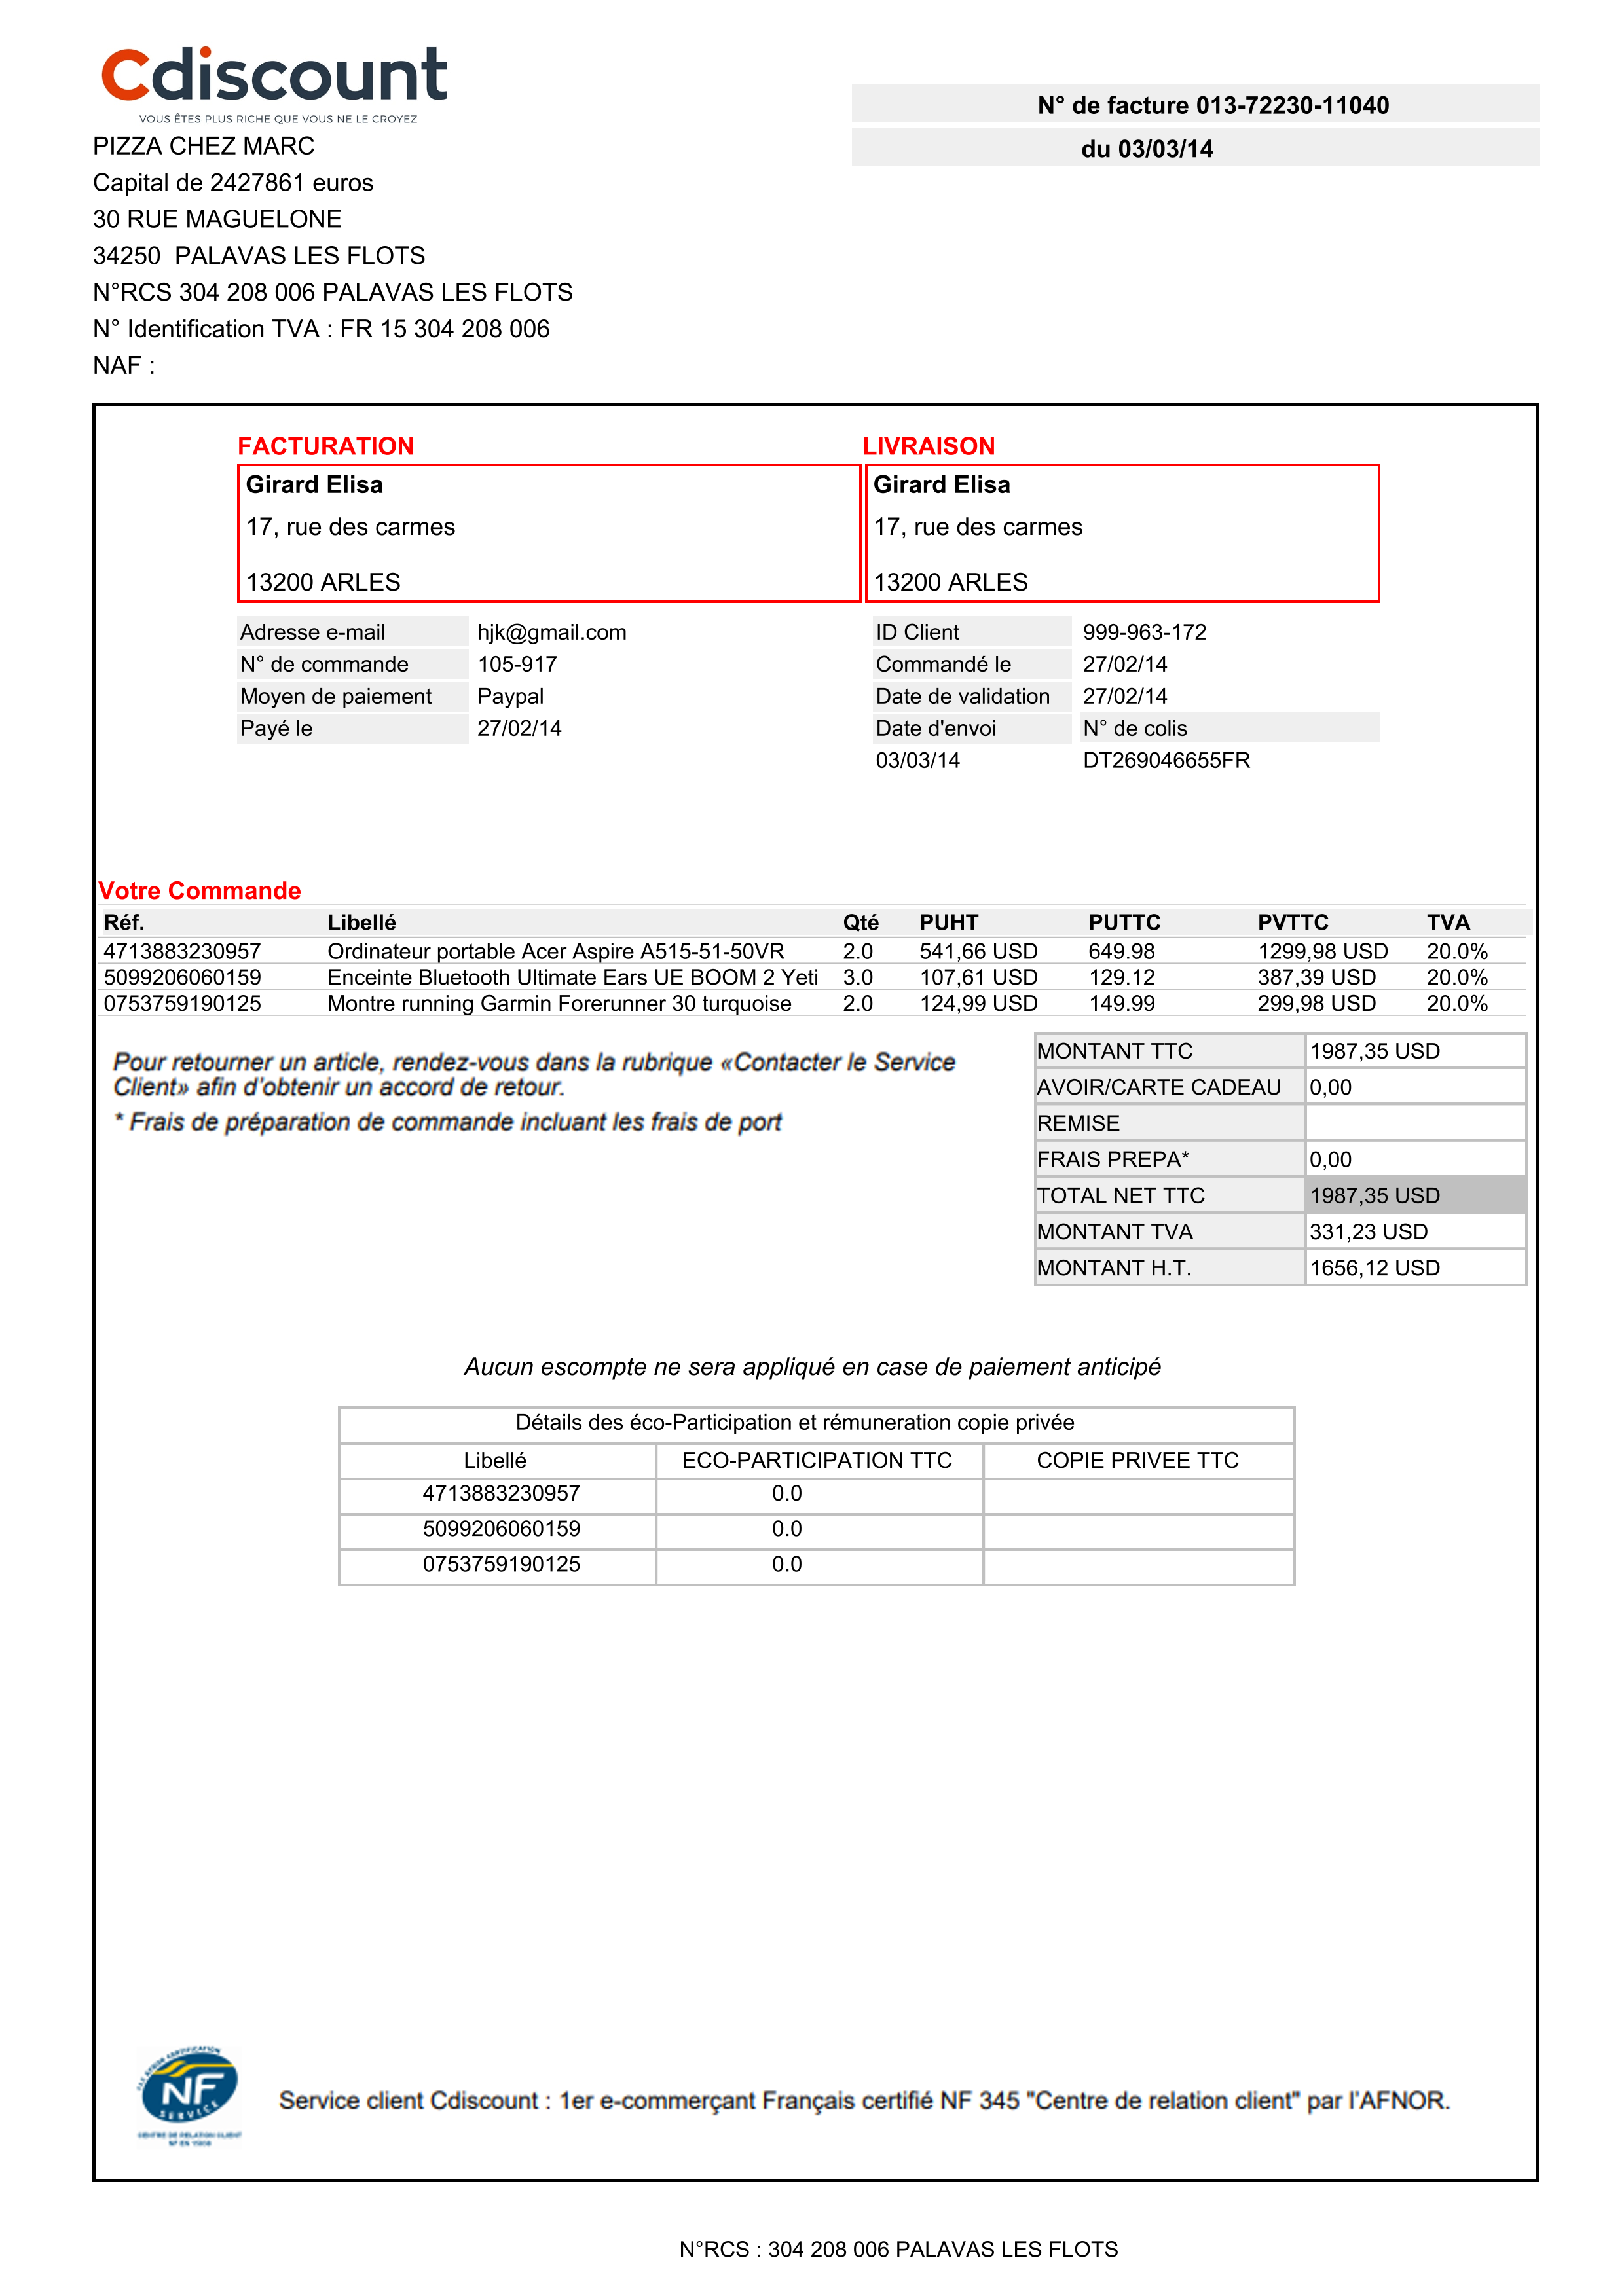 Cdiscount
VOUS ÊTES PLUS RICHE QUE VOUS NE LE CROYEZ
N° de facture 013-72230-11040
du 03/03/14
PIZZA CHEZ MARC
Capital de 2427861 euros
30 RUE MAGUELONE
34250 PALAVAS LES FLOTS
N°RCS 304 208 006 PALAVAS LES FLOTS
N° Identification TVA : FR 15 304 208 006
NAF :
FACTURATION
Girard Elisa
17, rue des carmes
13200 ARLES
LIVRAISON
Girard Elisa
17, rue des carmes
13200 ARLES
Adresse e-mail hjk@gmail.com
N° de commande 105-917
Moyen de paiement Paypal
Payé le 27/02/14
ID Client 999-963-172
Commandé le 27/02/14
Date de validation 27/02/14
Date d'envoi N° de colis
03/03/14 DT269046655FR
Votre Commande
Réf. Libellé Qté PUHT PUTTC PVTTC TVA
4713883230957 Ordinateur portable Acer Aspire A515-51-50VR 2.0 541,66 USD 649.98 1299,98 USD 20.0%
5099206060159 Enceinte Bluetooth Ultimate Ears UE BOOM 2 Yeti 3.0 107,61 USD 129.12 387,39 USD 20.0%
0753759190125 Montre running Garmin Forerunner 30 turquoise 2.0 124,99 USD 149.99 299,98 USD 20.0%
Pour retourner un article, rendez-vous dans la rubrique «Contacter le Service
Client» afin d'obtenir un accord de retour.
* Frais de préparation de commande incluant les frais de port
MONTANT TTC 1987,35 USD
AVOIR/CARTE CADEAU 0,00
REMISE
FRAIS PREPA* 0,00
TOTAL NET TTC 1987,35 USD
MONTANT TVA 331,23 USD
MONTANT H.T. 1656,12 USD
Aucun escompte ne sera appliqué en case de paiement anticipé
Détails des éco-Participation et rémuneration copie privée
Libellé ECO-PARTICIPATION TTC COPIE PRIVEE TTC
4713883230957 0.0
5099206060159 0.0
0753759190125 0.0
NF
SERVICE
CENTRE DE RELATION CLIENT
Service client Cdiscount : 1er e-commerçant Français certifié NF 345 "Centre de relation client" par l'AFNOR.
N°RCS : 304 208 006 PALAVAS LES FLOTS